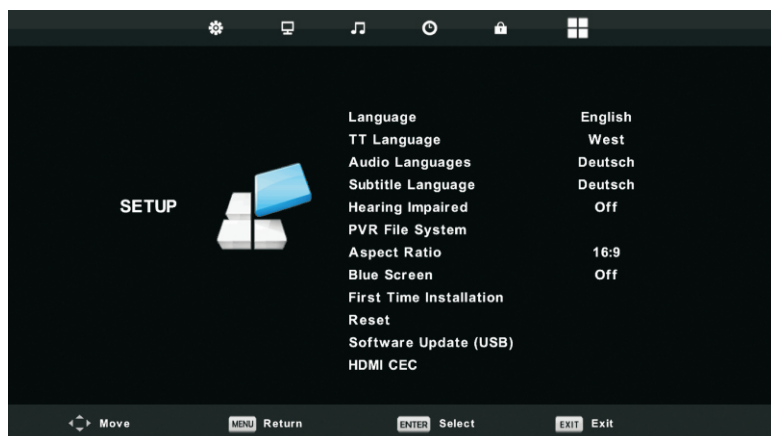 SETUP
Language English
TT Language West
Audio Languages Deutsch
Subtitle Language Deutsch
Hearing Impaired Off
PVR File System
Aspect Ratio 16:9
Blue Screen Off
First Time Installation
Reset
Software Update (USB)
HDMI CEC
Move MENU Return ENTER Select EXIT Exit